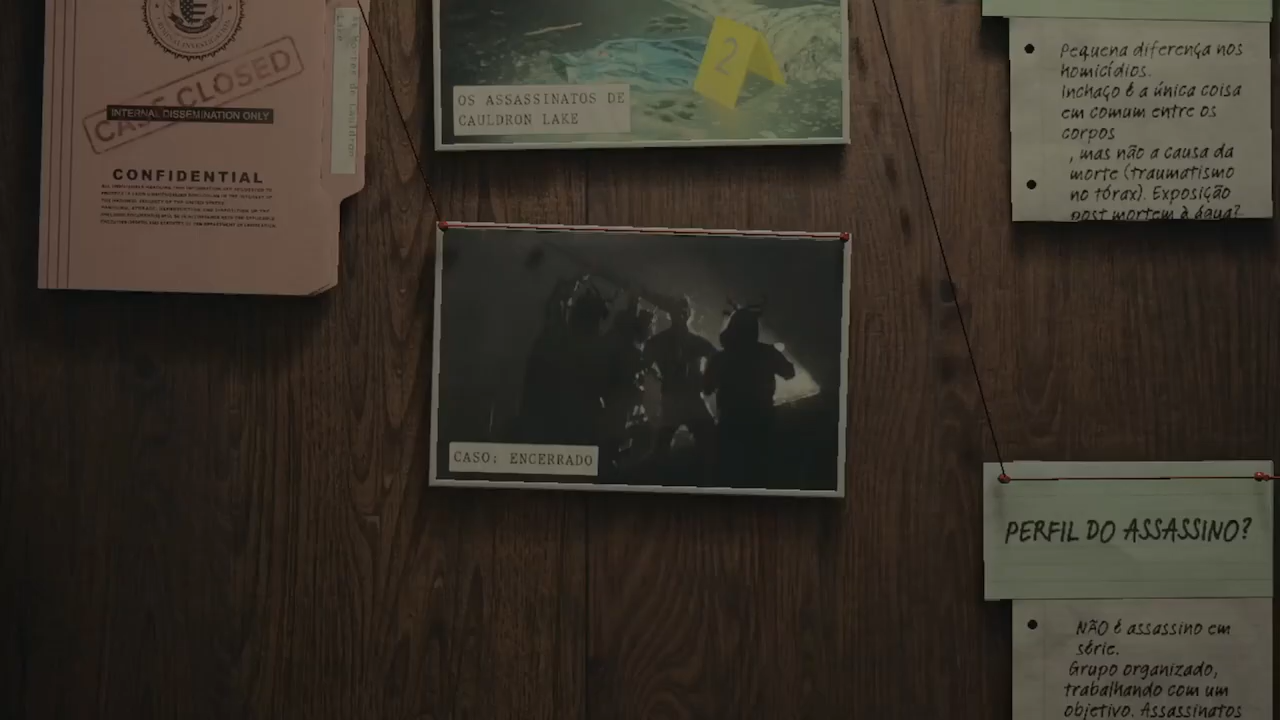 CASE CLOSED
INTERNAL DISSEMINATION ONLY
CONFIDENTIAL
OS ASSASSINATOS DE
CAULDRON LAKE
CASO: ENCERRADO
Pequena diferença nos
homicídios.
Inchaço é a única coisa
em comum entre os
corpos
, mas não a causa da
morte (traumatismo
no tórax). Exposição
post mortem à água?
PERFIL DO ASSASSINO?
NÃO é assassino em
série.
Grupo organizado,
trabalhando com um
objetivo. Assassinatos